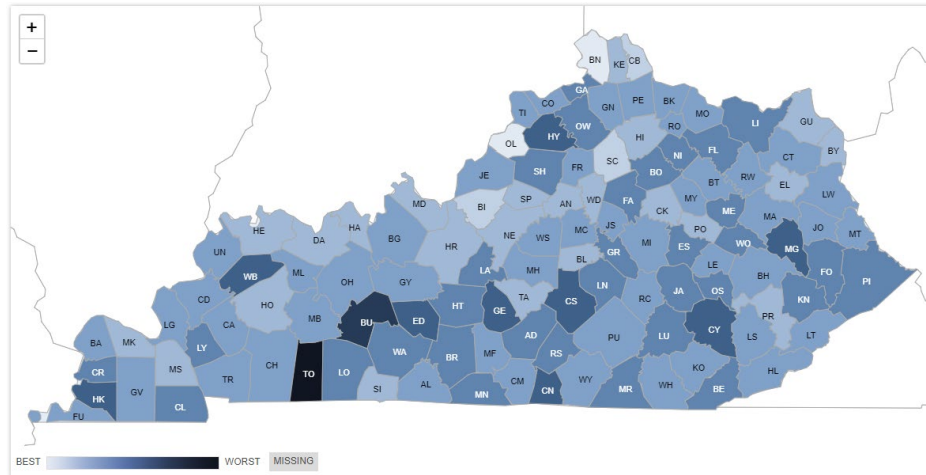 +
−
BN KE CB
GA
TI CO OW GN PE BK MO LI GU
OL HY HI RO NI FL CT BY
JE SH FR SC BO BT RW EL LW
MD BI SP AN WD FA CK MY ME MA JO MT
HE DA HA BG HR NE WS MC JS MI ES PO WO MG
UN WB ML OH GY LA MH BL GR LE BH FO PI
CD HO MB BU ED HT GE TA CS LN RC JA OS KN
LG CA LY PR
BA MK MS TR CH TO LO WA BR MF AD RS PU LU CY LS LT
CR HK GV CL SI AL MN CM CN WY MR WH KO BE HL
FU
BEST WORST MISSING